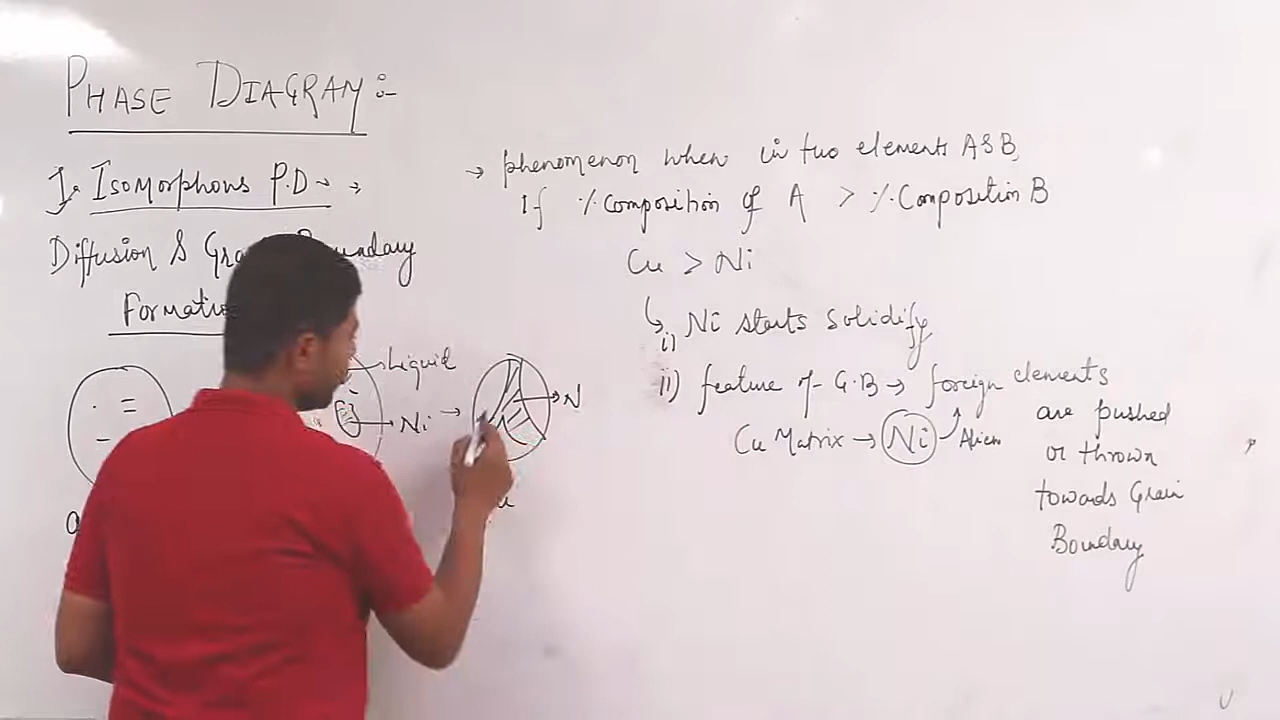 PHASE DIAGRAM:-
I. ISOMORPHOUS P.D → →
Diffusion & Gra Boundary
Formatio
Liquid
→ Ni →
→ N
→ phenomenon when in two elements A & B,
If % Composition of A > % Composition B
Cu > Ni
i) Ni starts solidify
ii) feature of G.B → foreign elements
are pushed
Cu Matrix → Ni Alien
or thrown
towards Grain
Boundary